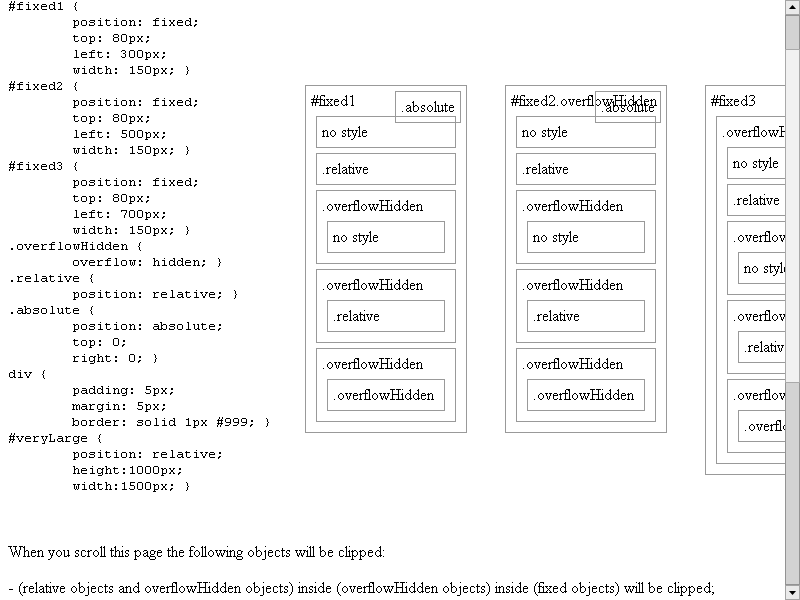 #fixed1 {
position: fixed;
top: 80px;
left: 300px;
width: 150px; }
#fixed2 {
position: fixed;
top: 80px;
left: 500px;
width: 150px; }
#fixed3 {
position: fixed;
top: 80px;
left: 700px;
width: 150px; }
.overflowHidden {
overflow: hidden; }
.relative {
position: relative; }
.absolute {
position: absolute;
top: 0;
right: 0; }
div {
padding: 5px;
margin: 5px;
border: solid 1px #999; }
#veryLarge {
position: relative;
height:1000px;
width:1500px; }
#fixed1
.absolute
no style
.relative
.overflowHidden
no style
.overflowHidden
.relative
.overflowHidden
.overflowHidden
#fixed2.overflowHidden
.absolute
no style
.relative
.overflowHidden
no style
.overflowHidden
.relative
.overflowHidden
.overflowHidden
#fixed3
.overflowH
no style
.relative
.overflow
no style
.overflow
.relativ
.overflow
.overflo
When you scroll this page the following objects will be clipped:
- (relative objects and overflowHidden objects) inside (overflowHidden objects) inside (fixed objects) will be clipped;